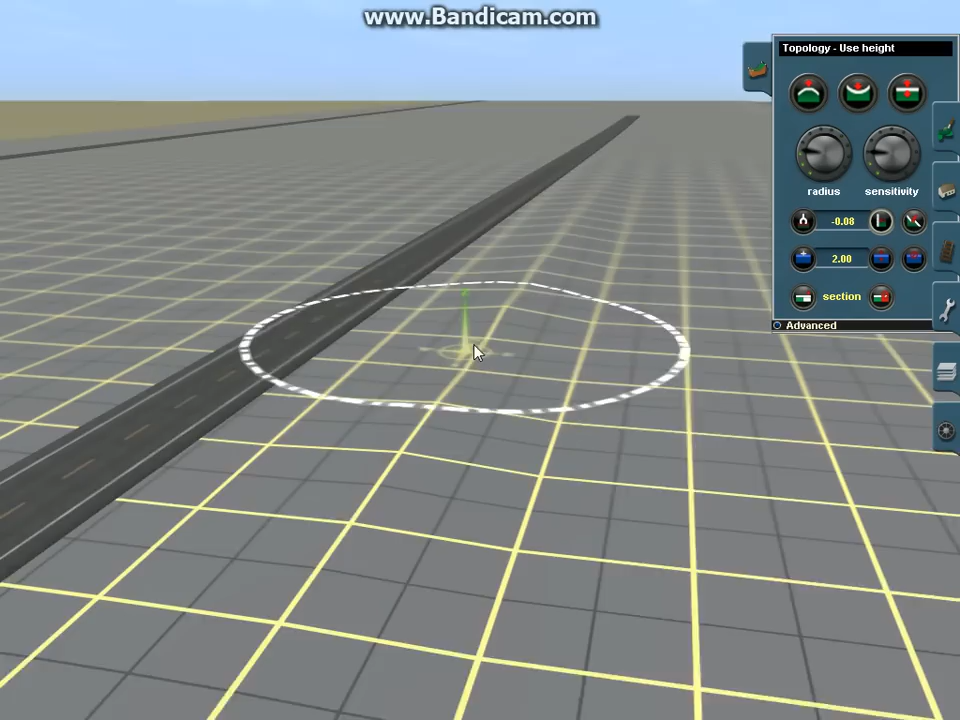 www.Bandicam.com
Topology - Use height
radius sensitivity
-0.08
2.00
section
Advanced